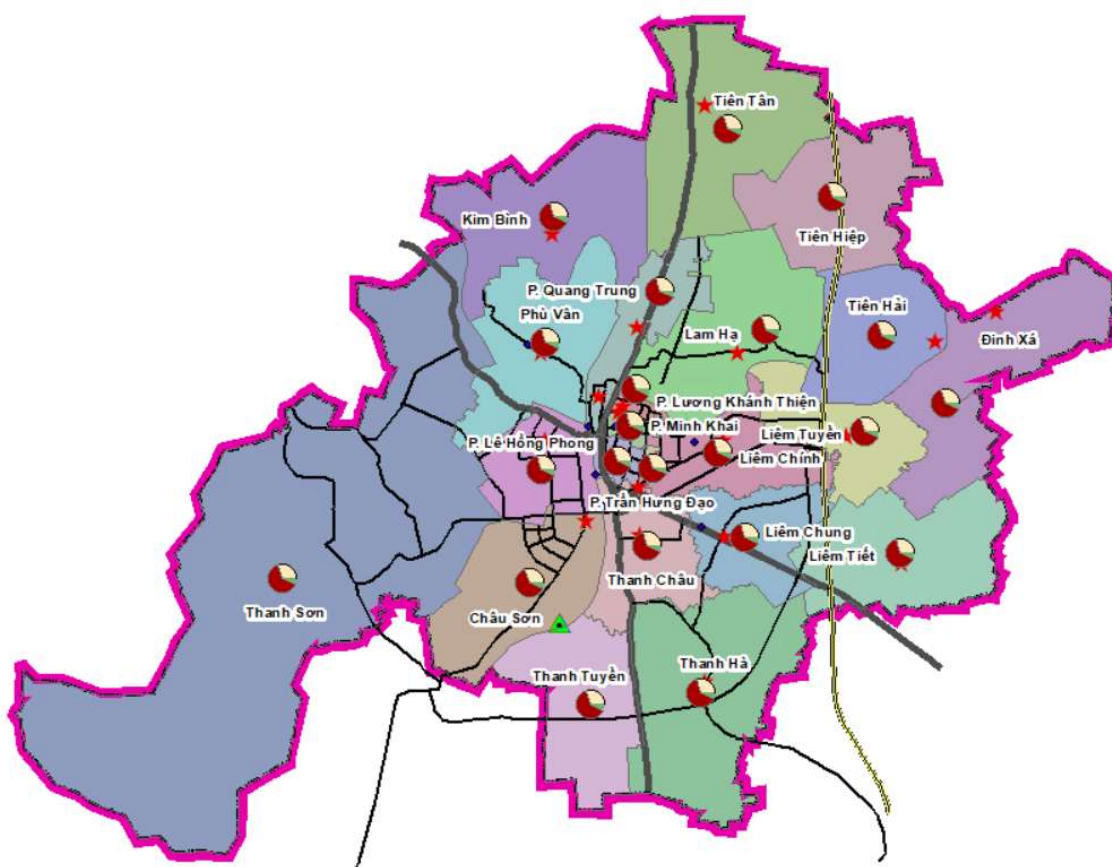 Tiên Tân
Kim Bình
Tiên Hiệp
P. Quang Trung
Tiên Hải
Phù Vân
Lam Hạ
Đinh Xá
P. Lương Khánh Thiện
P. Minh Khai
Liêm Tuyền
P. Lê Hồng Phong
Liêm Chính
P. Trần Hưng Đạo
Liêm Chung
Thanh Châu
Liêm Tiết
Thanh Sơn
Châu Sơn
Thanh Tuyền
Thanh Hà